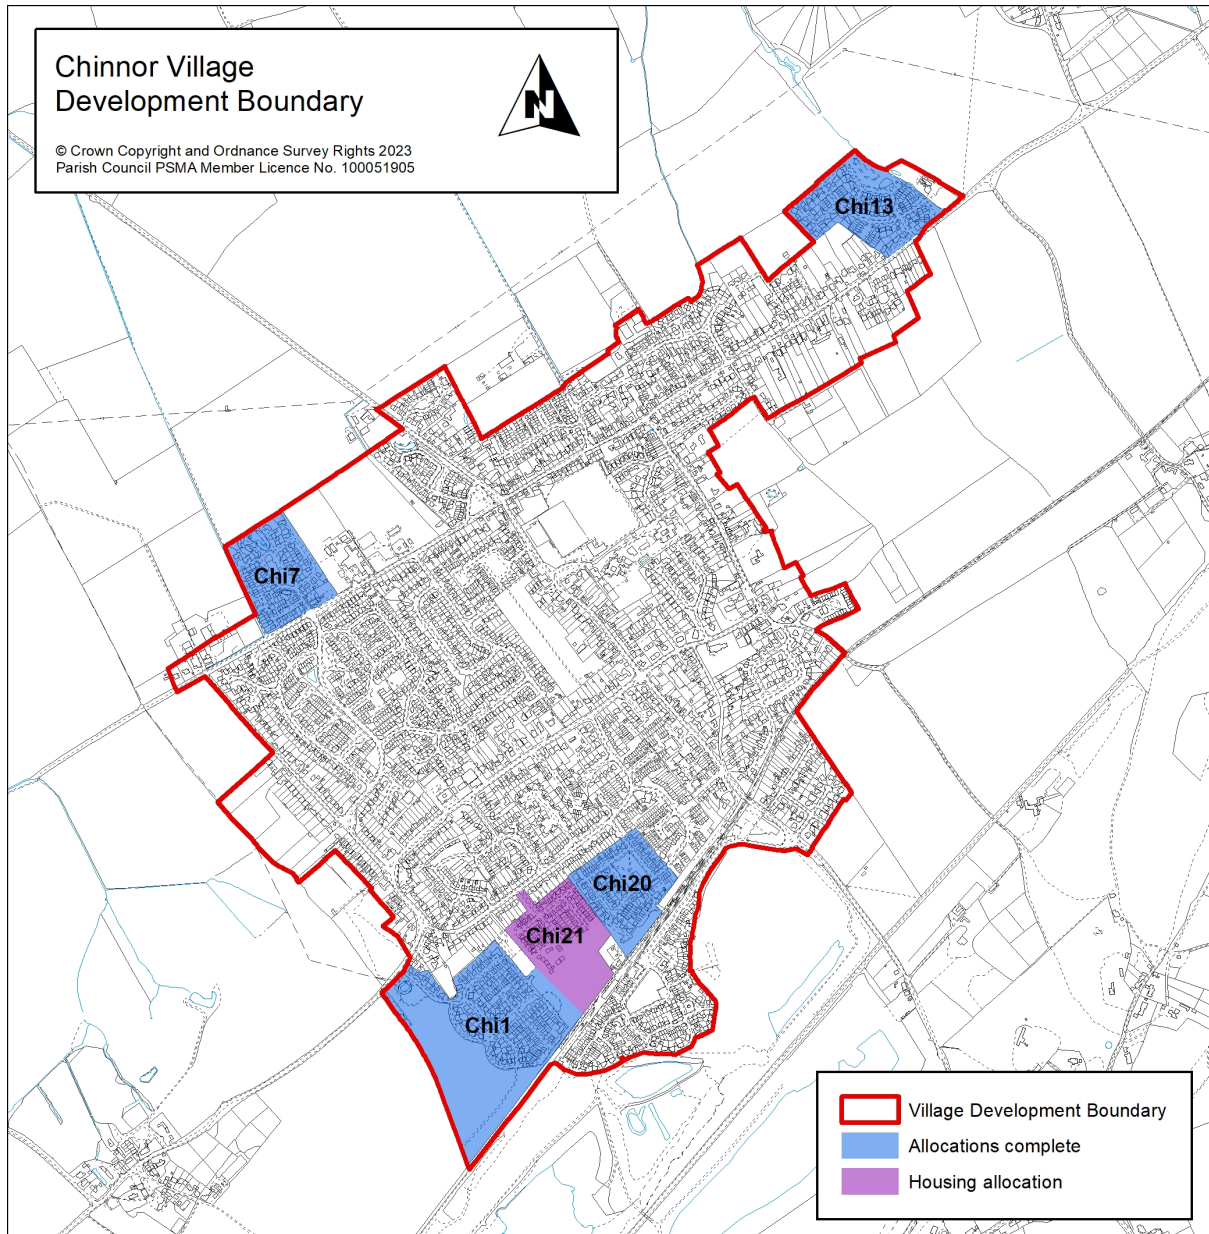 Chinnor Village
Development Boundary
N
© Crown Copyright and Ordnance Survey Rights 2023
Parish Council PSMA Member Licence No. 100051905
Chi13
Chi7
Chi20
Chi21
Chi1
Village Development Boundary
Allocations complete
Housing allocation